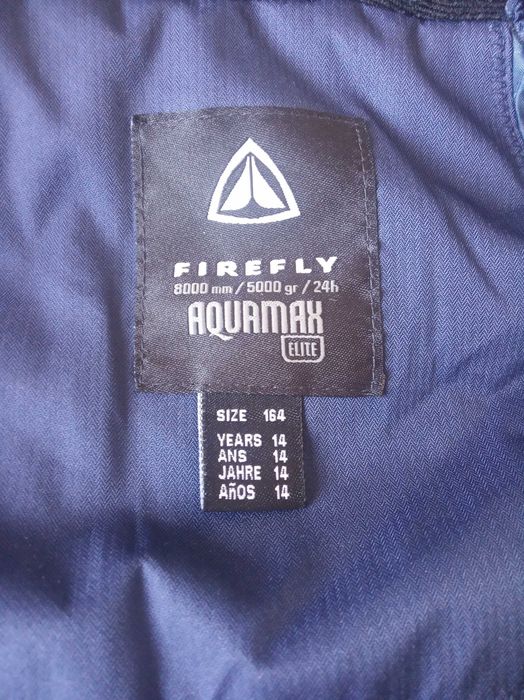 FIREFLY
8000 mm / 5000 gr / 24h
AQUAMAX
ELITE
SIZE 164
YEARS 14
ANS 14
JAHRE 14
AñOS 14